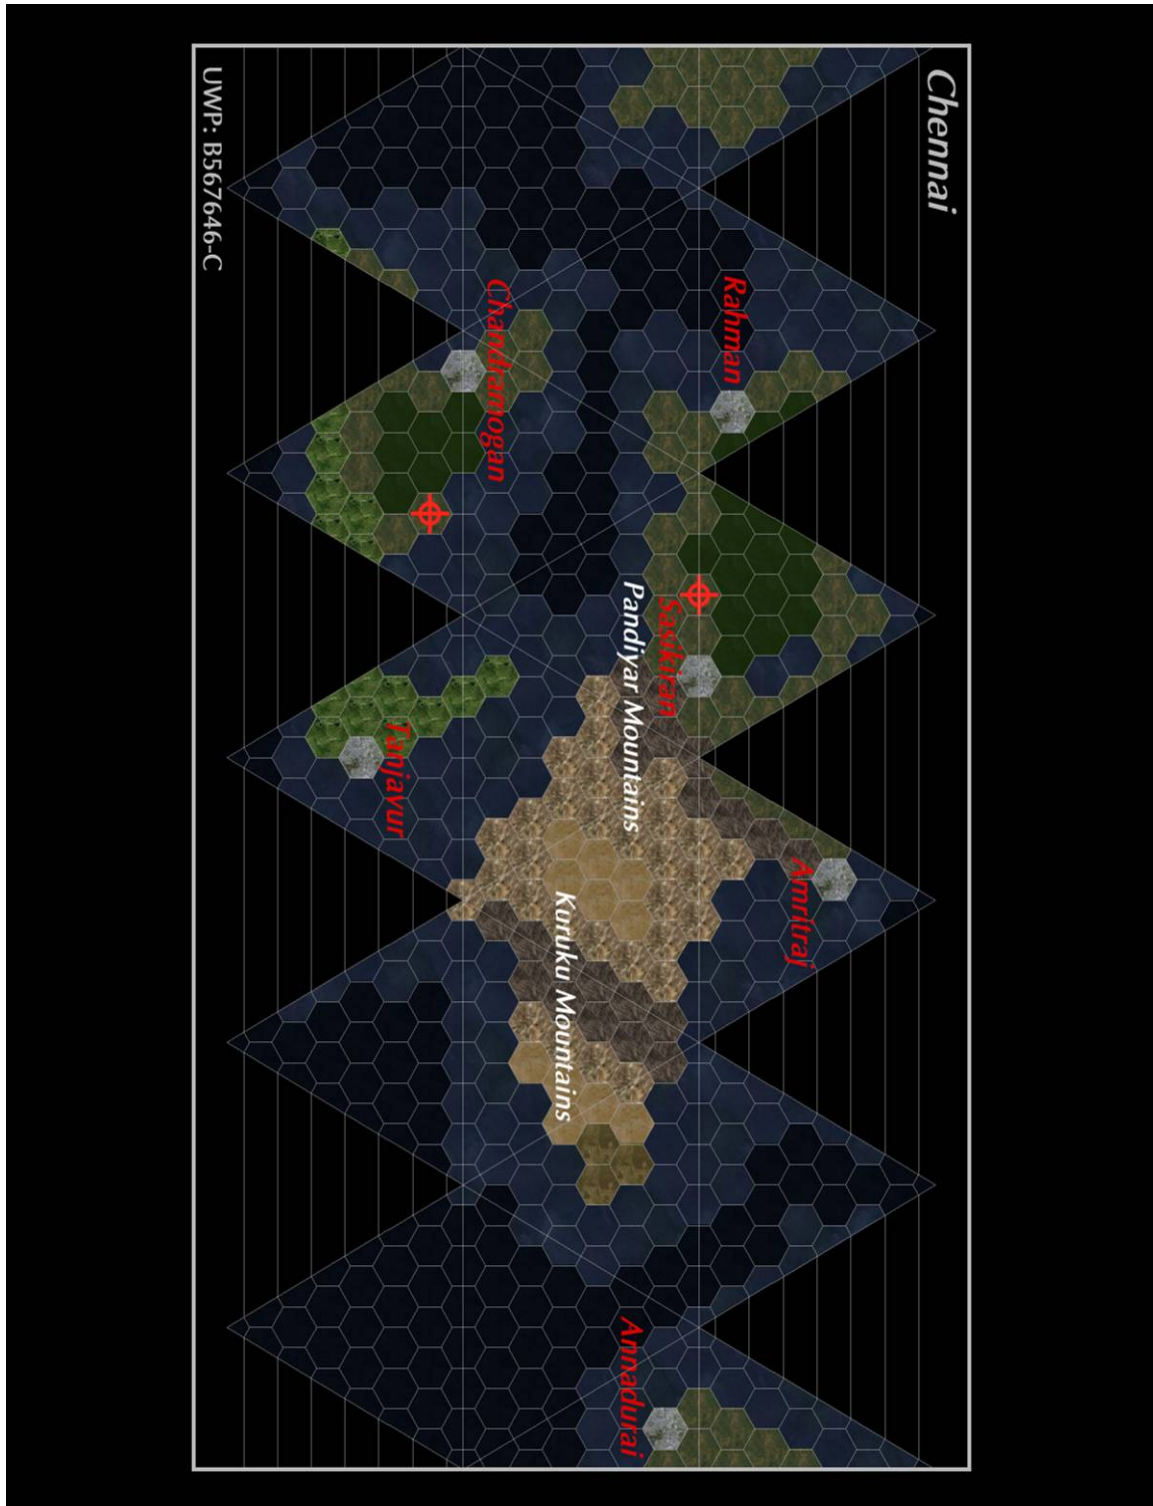 Chennai
Rahman
Chandramogan
Sasikiran
Pandiyar Mountains
Tanjavur
Amritraj
Kuruku Mountains
Annadurai
UWP: B567646-C